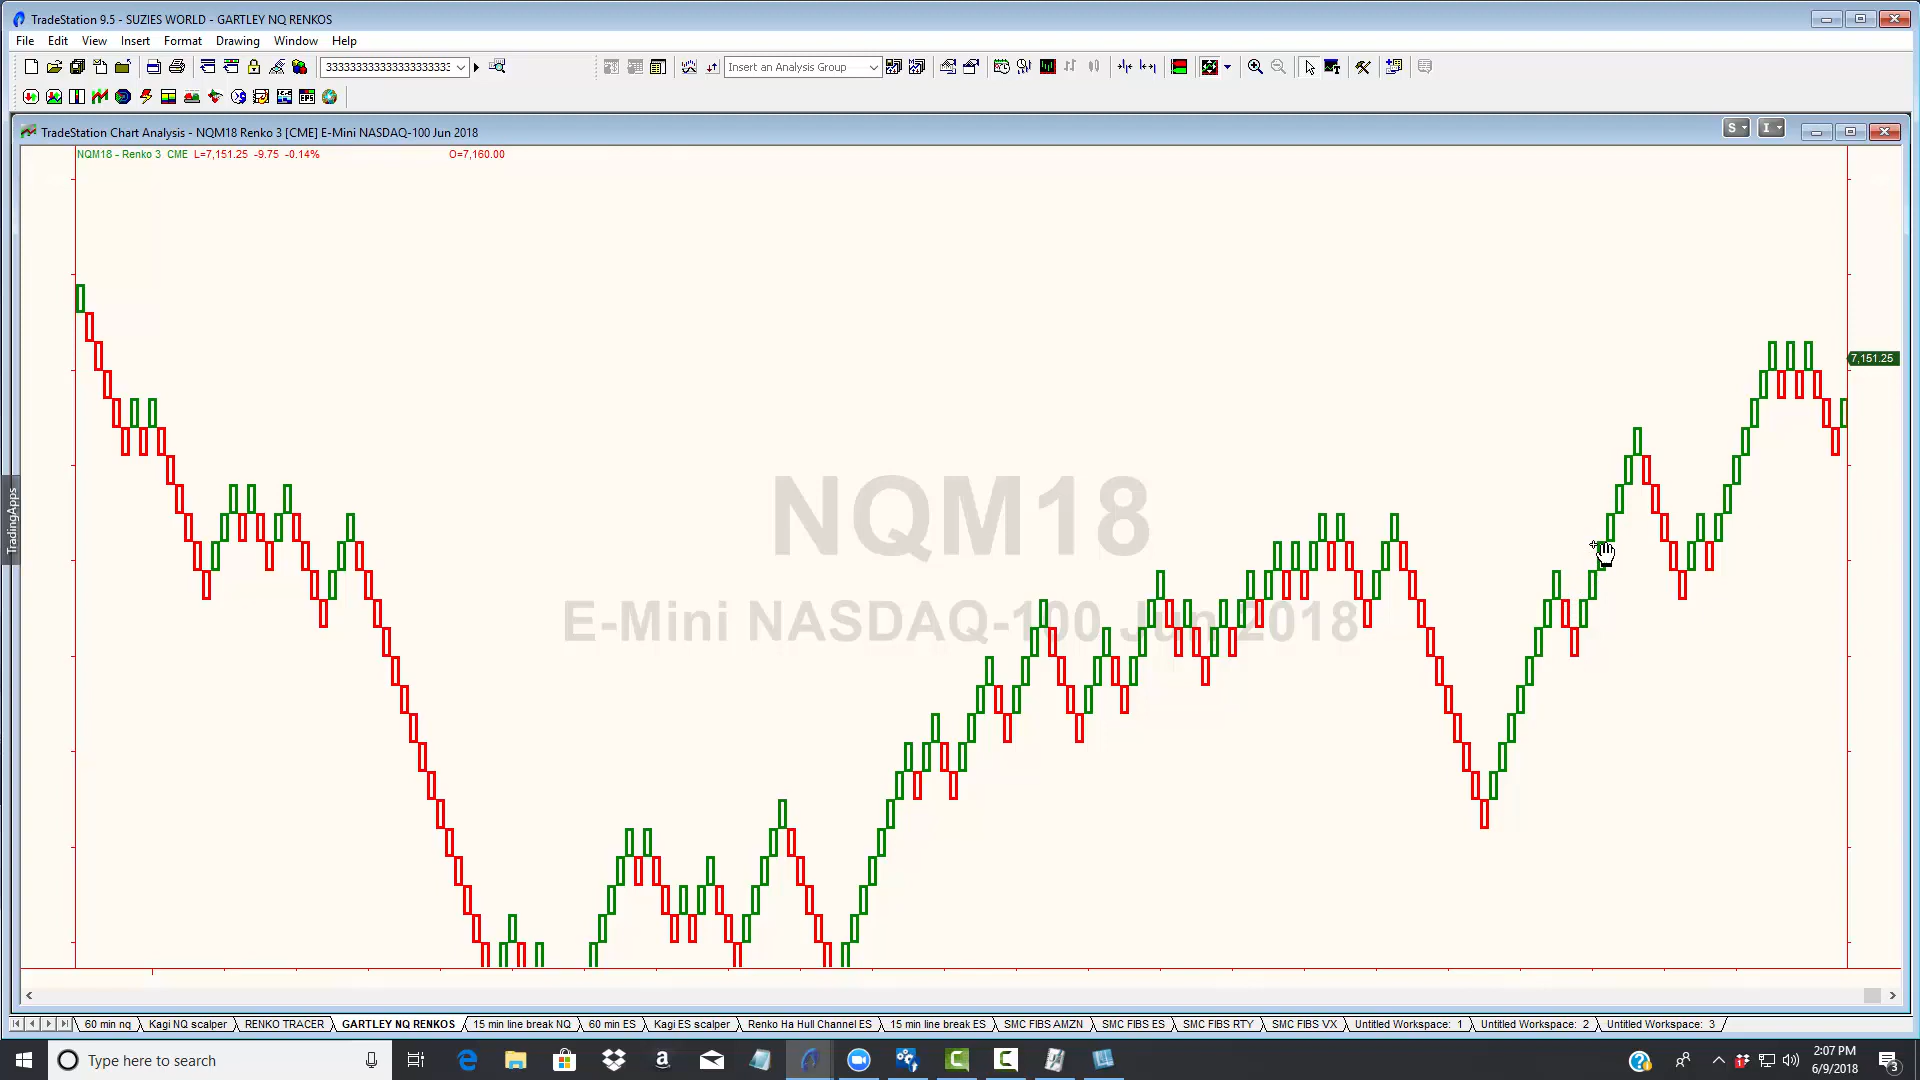 TradeStation 9.5 - SUZIES WORLD - GARTLEY NQ RENKOS
File Edit View Insert Format Drawing Window Help
33333333333333333333333 Insert an Analysis Group
TradeStation Chart Analysis - NQM18 Renko 3 [CME] E-Mini NASDAQ-100 Jun 2018
S I
NQM18 - Renko 3 CME L=7,151.25 -9.75 -0.14% O=7,160.00
7,151.25
NQM18
E-Mini NASDAQ-100 Jun 2018
TradingApps
60 min nq Kagi NQ scalper RENKO TRACER GARTLEY NQ RENKOS 15 min line break NQ 60 min ES Kagi ES scalper Renko Ha Hull Channel ES 15 min line break ES SMC FIBS AMZN SMC FIBS ES SMC FIBS RTY SMC FIBS VX Untitled Workspace: 1 Untitled Workspace: 2 Untitled Workspace: 3
Type here to search
2:07 PM
6/9/2018
3